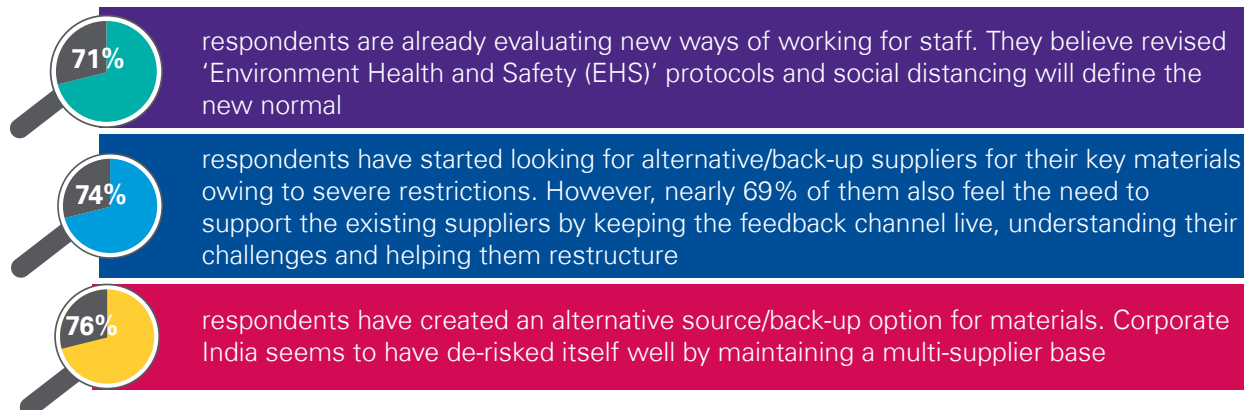 71%
respondents are already evaluating new ways of working for staff. They believe revised
‘Environment Health and Safety (EHS)’ protocols and social distancing will define the
new normal
74%
respondents have started looking for alternative/back-up suppliers for their key materials
owing to severe restrictions. However, nearly 69% of them also feel the need to
support the existing suppliers by keeping the feedback channel live, understanding their
challenges and helping them restructure
76%
respondents have created an alternative source/back-up option for materials. Corporate
India seems to have de-risked itself well by maintaining a multi-supplier base